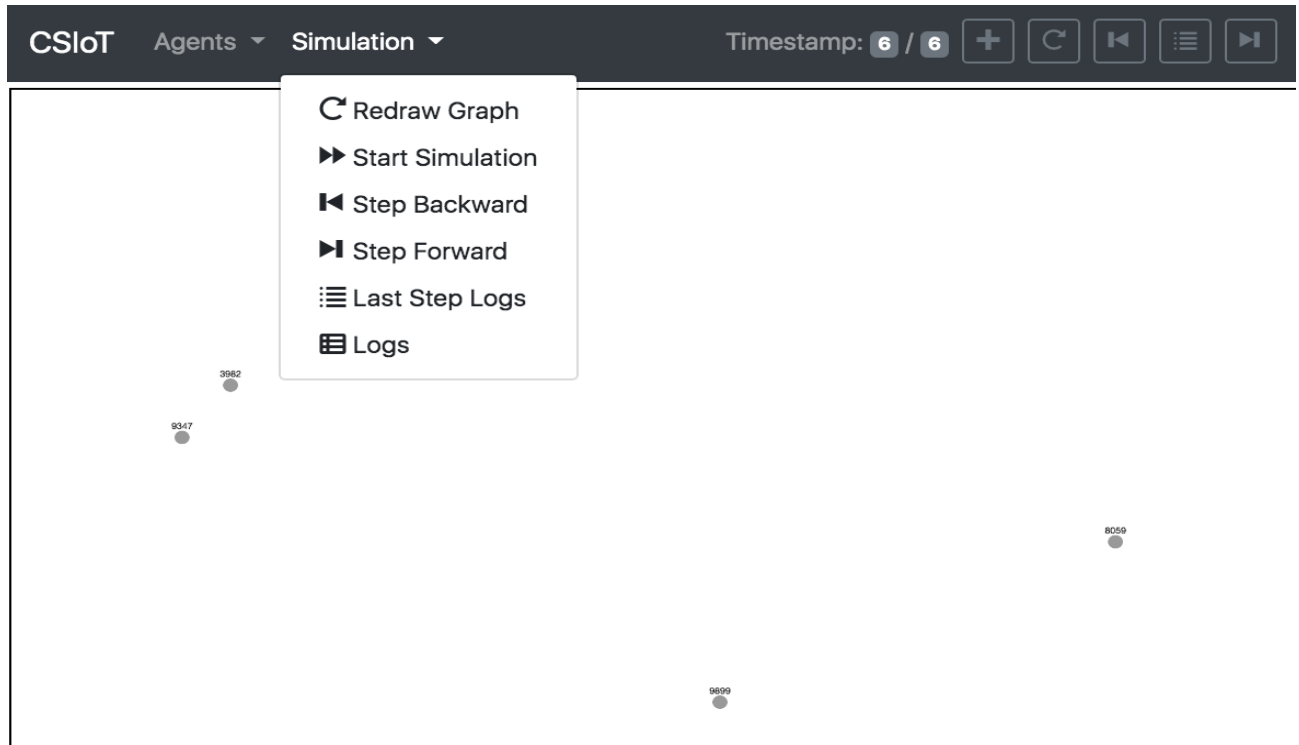 CSIoT Agents Simulation Timestamp: 6 / 6
Redraw Graph
Start Simulation
Step Backward
Step Forward
Last Step Logs
Logs
3982
9347
8059
9899